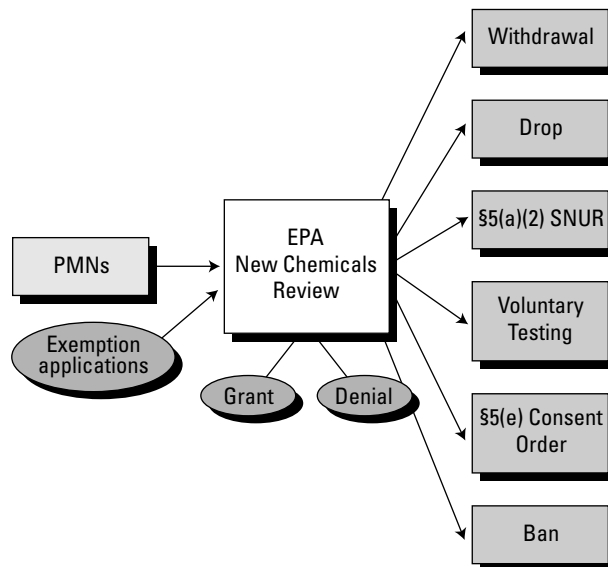 PMNs
Exemption
applications
EPA
New Chemicals
Review
Grant
Denial
Withdrawal
Drop
§5(a)(2) SNUR
Voluntary
Testing
§5(e) Consent
Order
Ban